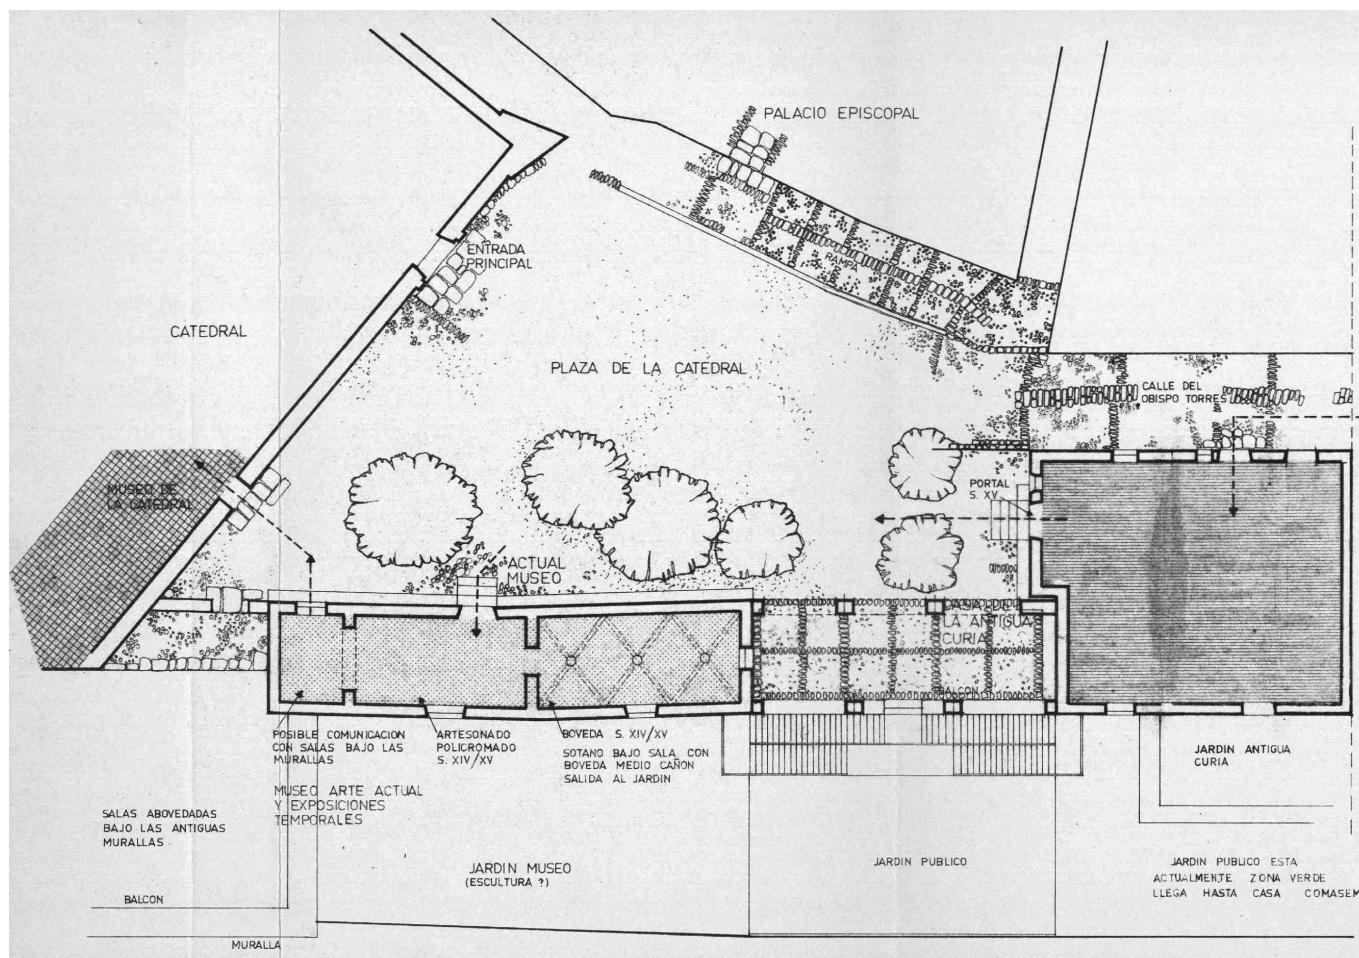 PALACIO EPISCOPAL
ENTRADA
PRINCIPAL
RAMPA
CATEDRAL
PLAZA DE LA CATEDRAL
CALLE DEL
OBISPO TORRES
MUSEO DE
LA CATEDRAL
PORTAL
S. XV
ACTUAL
MUSEO
CASA DE
LA ANTIGUA
CURIA
BALCON
POSIBLE COMUNICACION
CON SALAS BAJO LAS
MURALLAS
ARTESONADO
POLICROMADO
S. XIV/XV
BOVEDA S. XIV/XV
SOTANO BAJO SALA CON
BOVEDA MEDIO CAÑON
SALIDA AL JARDIN
JARDIN ANTIGUA
CURIA
MUSEO ARTE ACTUAL
Y EXPOSICIONES
TEMPORALES
SALAS ABOVEDADAS
BAJO LAS ANTIGUAS
MURALLAS
JARDIN MUSEO
(ESCULTURA ?)
JARDIN PUBLICO
JARDIN PUBLICO ESTA
ACTUALMENTE ZONA VERDE
LLEGA HASTA CASA COMASEM
BALCON
MURALLA